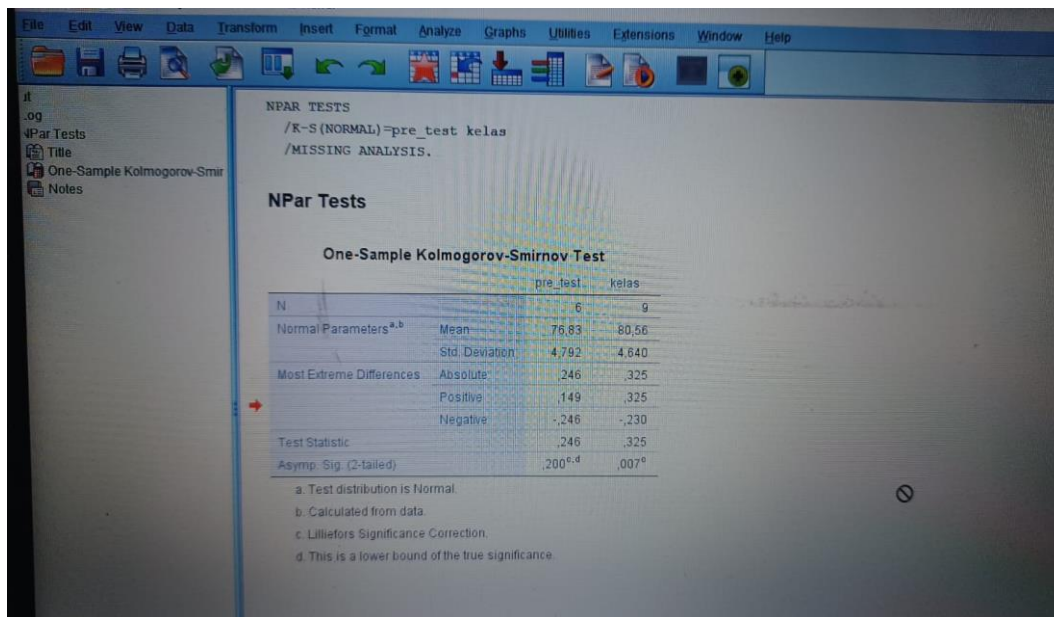 File Edit View Data Transform Insert Format Analyze Graphs Utilities Extensions Window Help
ut
Log
NPar Tests
Title
One-Sample Kolmogorov-Smir
Notes
NPAR TESTS
/K-S(NORMAL)=pre_test kelas
/MISSING ANALYSIS.
NPar Tests
One-Sample Kolmogorov-Smirnov Test
pre_test kelas
N 6 9
Normal Parameters a,b Mean 76,83 80,56
Std. Deviation 4,792 4,640
Most Extreme Differences Absolute ,246 ,325
Positive ,149 ,325
Negative -,246 -,230
Test Statistic ,246 ,325
Asymp. Sig. (2-tailed) ,200 c,d ,007 c
a. Test distribution is Normal.
b. Calculated from data.
c. Lilliefors Significance Correction.
d. This is a lower bound of the true significance.